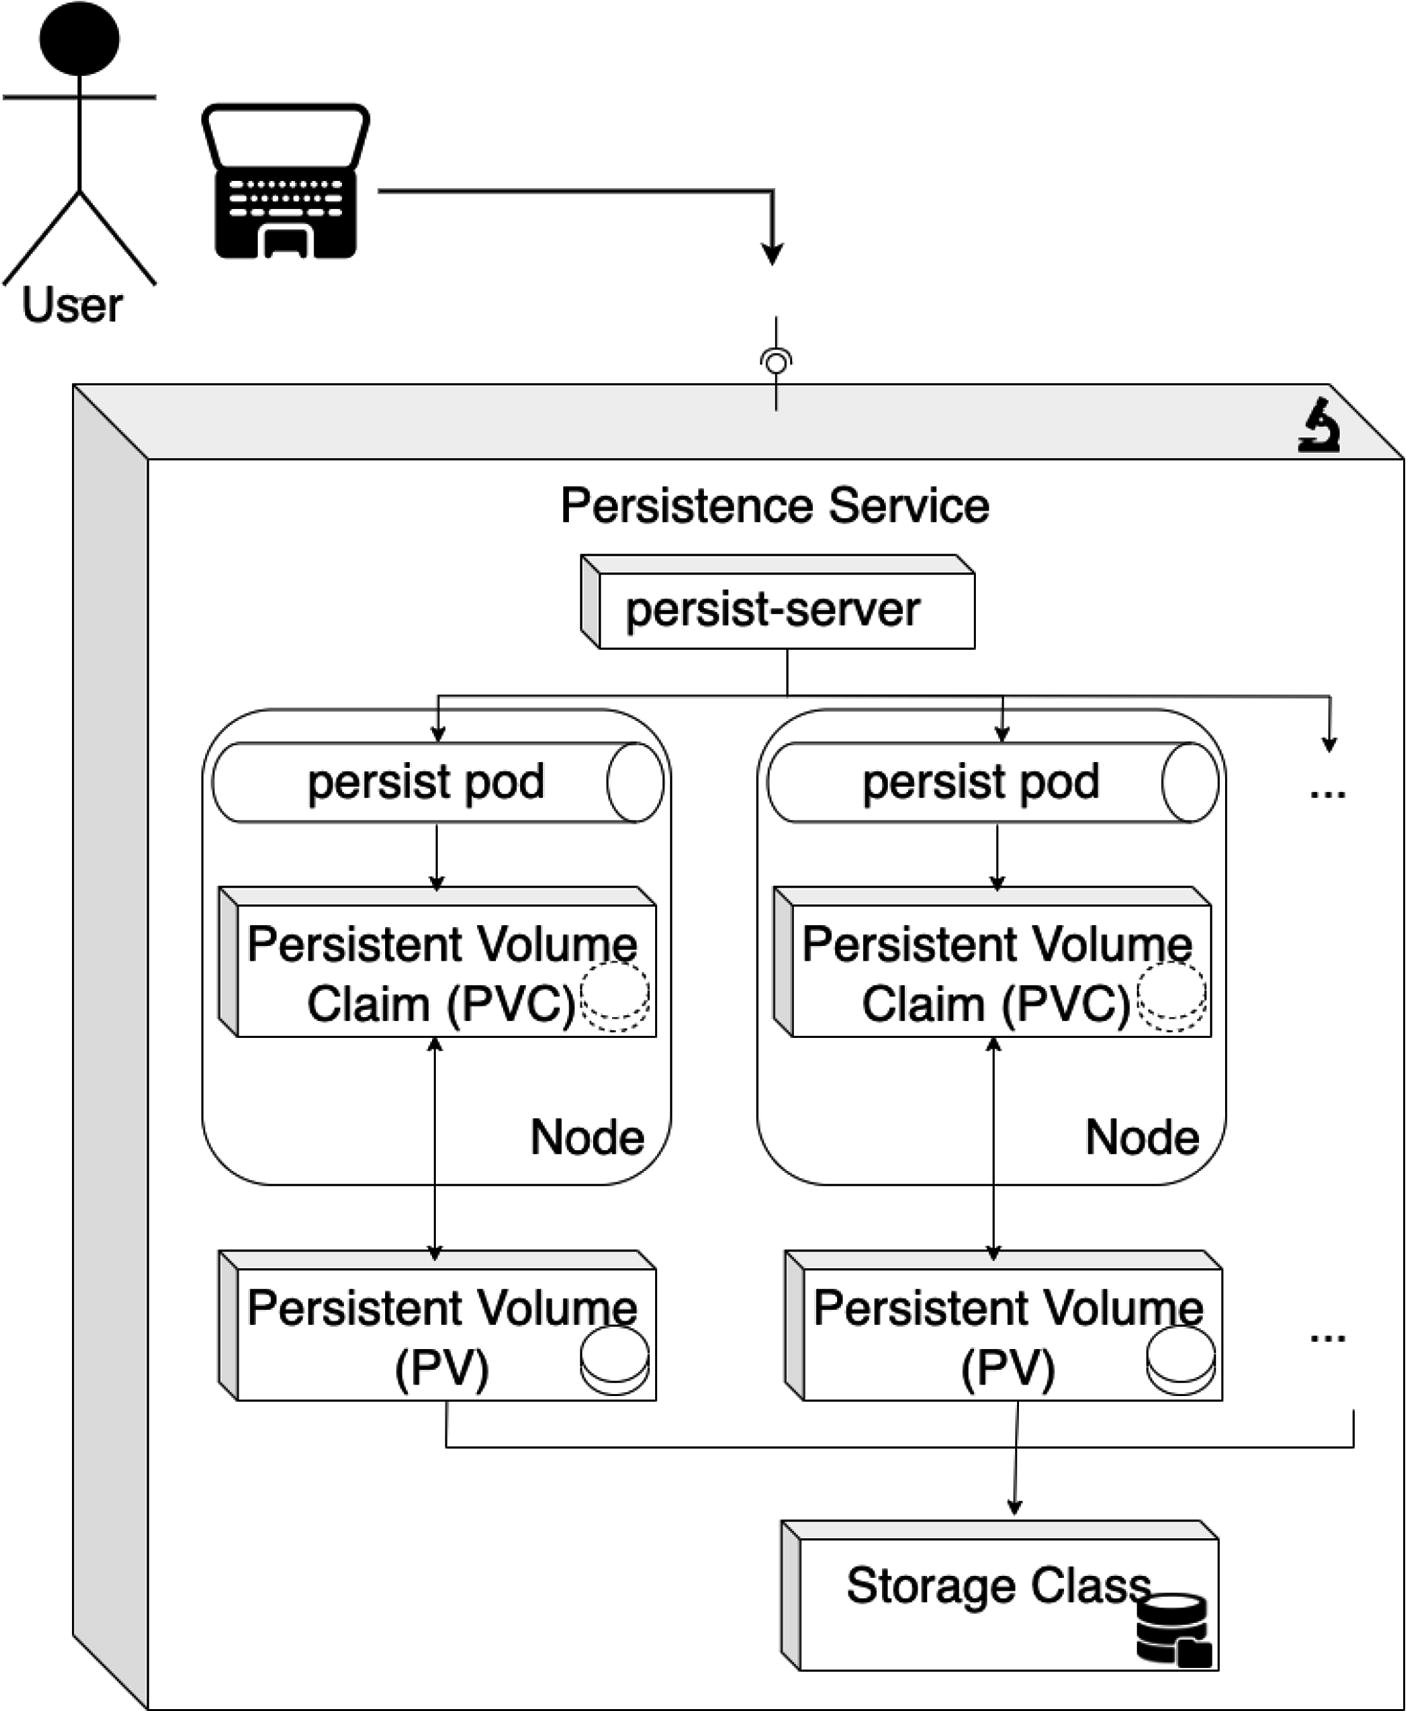 User
Persistence Service
persist-server
persist pod
persist pod
...
Persistent Volume
Claim (PVC)
Persistent Volume
Claim (PVC)
Node
Node
Persistent Volume
(PV)
Persistent Volume
(PV)
...
Storage Class